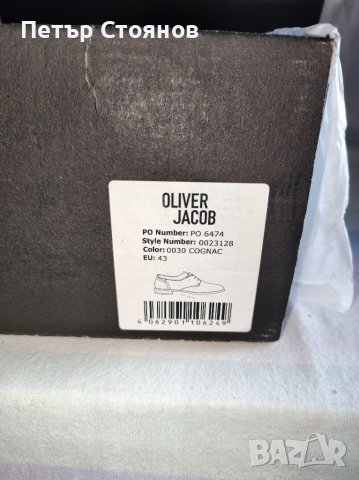 Петър Стоянов
OLIVER
JACOB
PO Number: PO 6474
Style Number: 0023128
Color: 0030 COGNAC
EU: 43
4 062901 106249
BAZAR